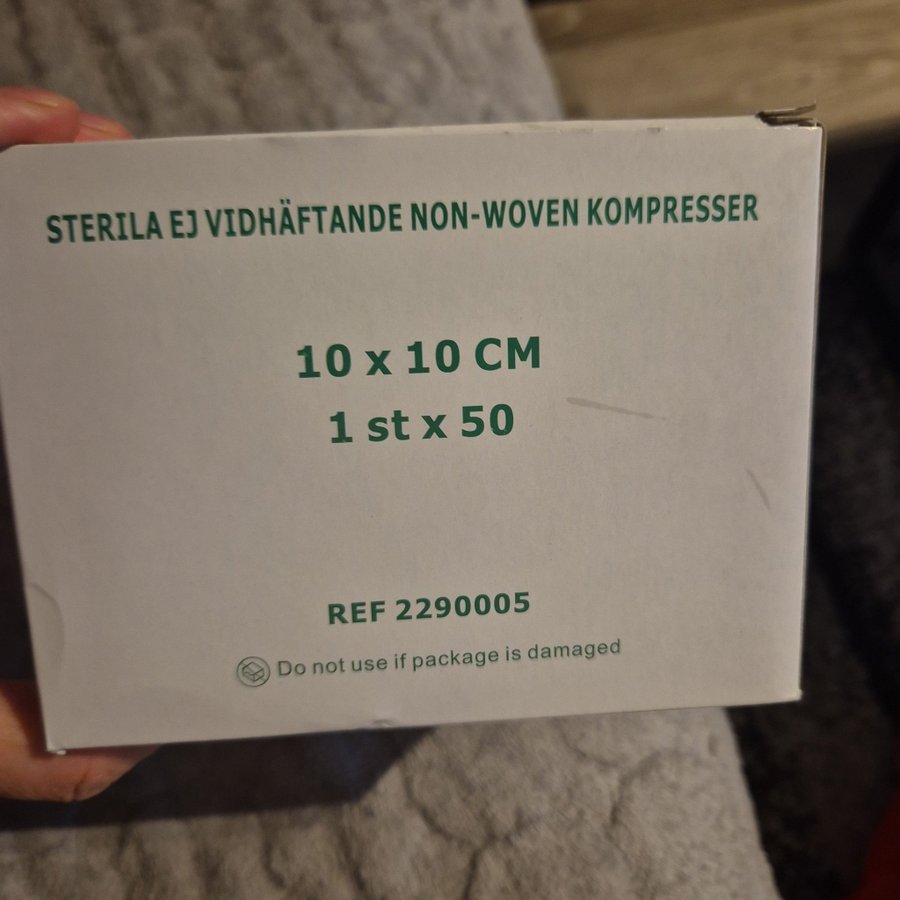 STERILA EJ VIDHÄFTANDE NON-WOVEN KOMPRESSER
10 x 10 CM
1 st x 50
REF 2290005
Do not use if package is damaged